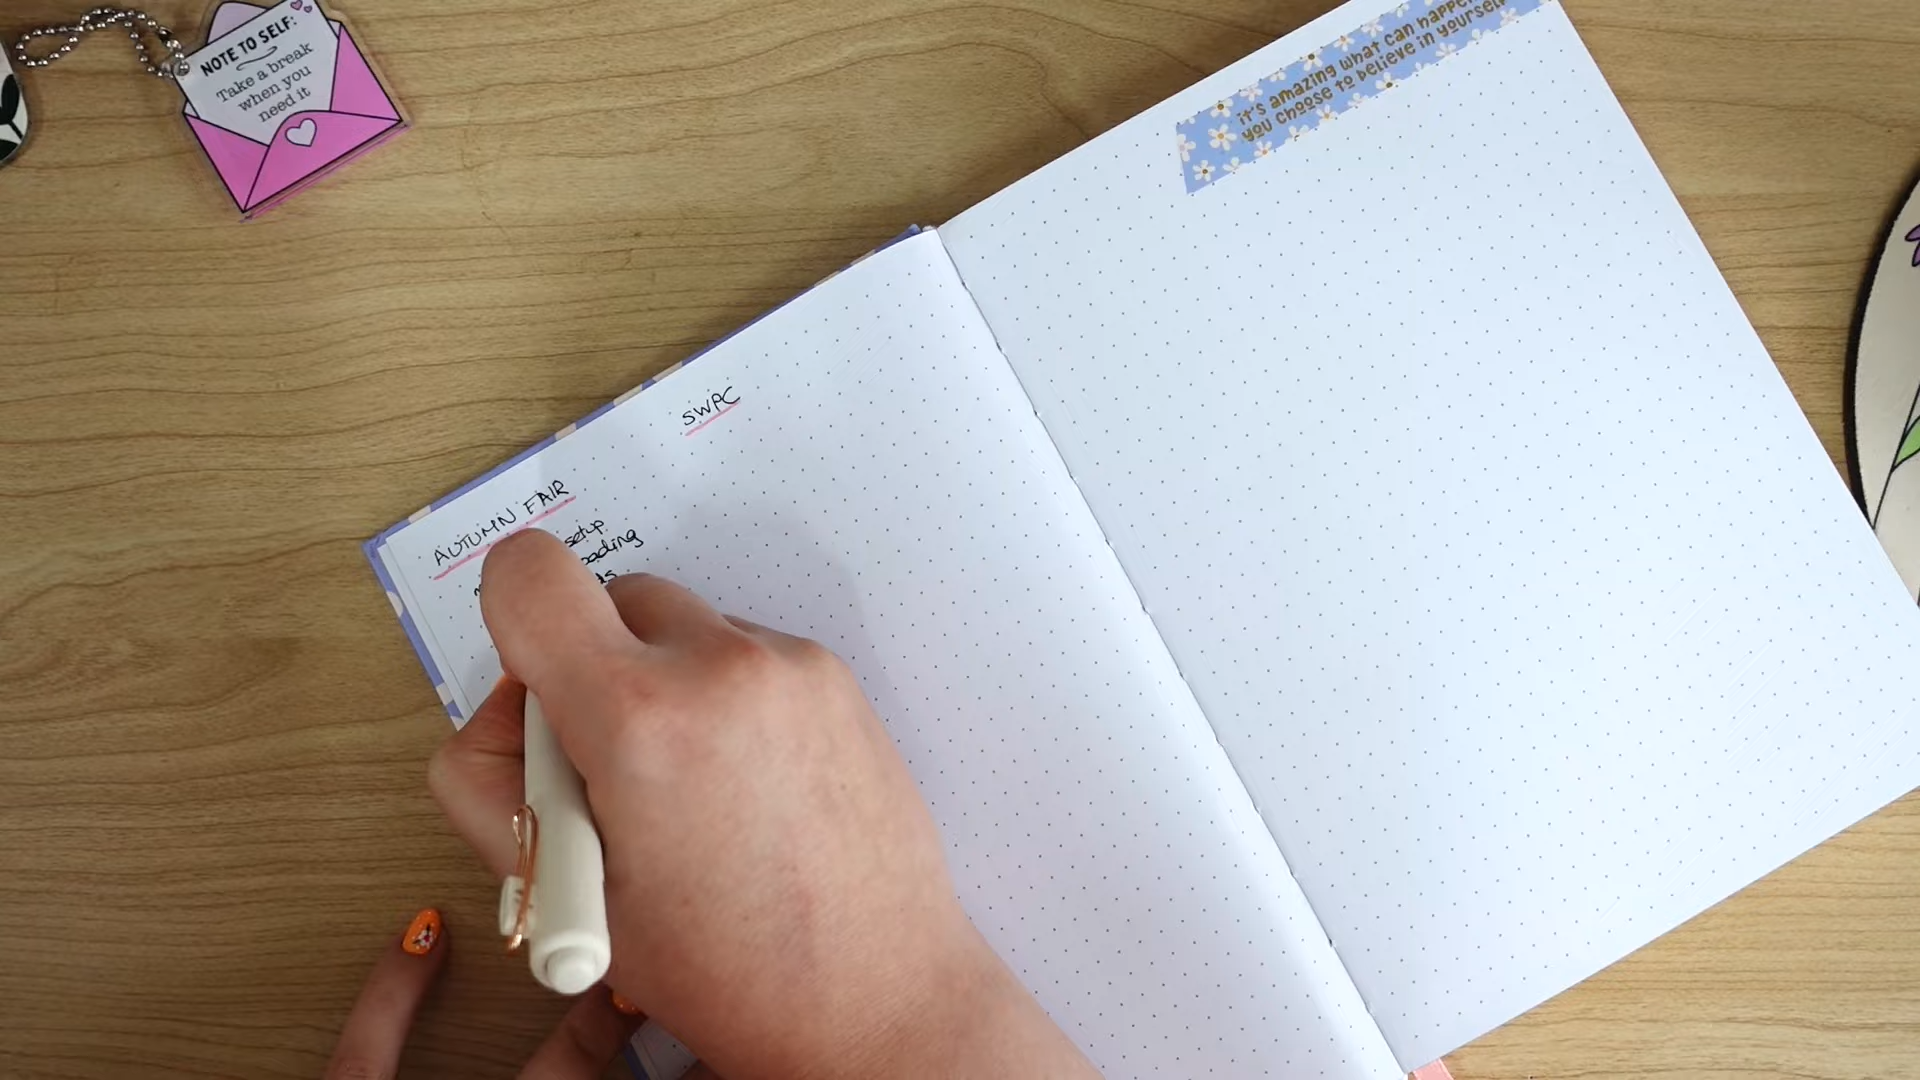 NOTE TO SELF:
Take a break
when you
need it
it's amazing what can happen
you choose to believe in yourself
SWPC
AUTUMN FAIR
setup